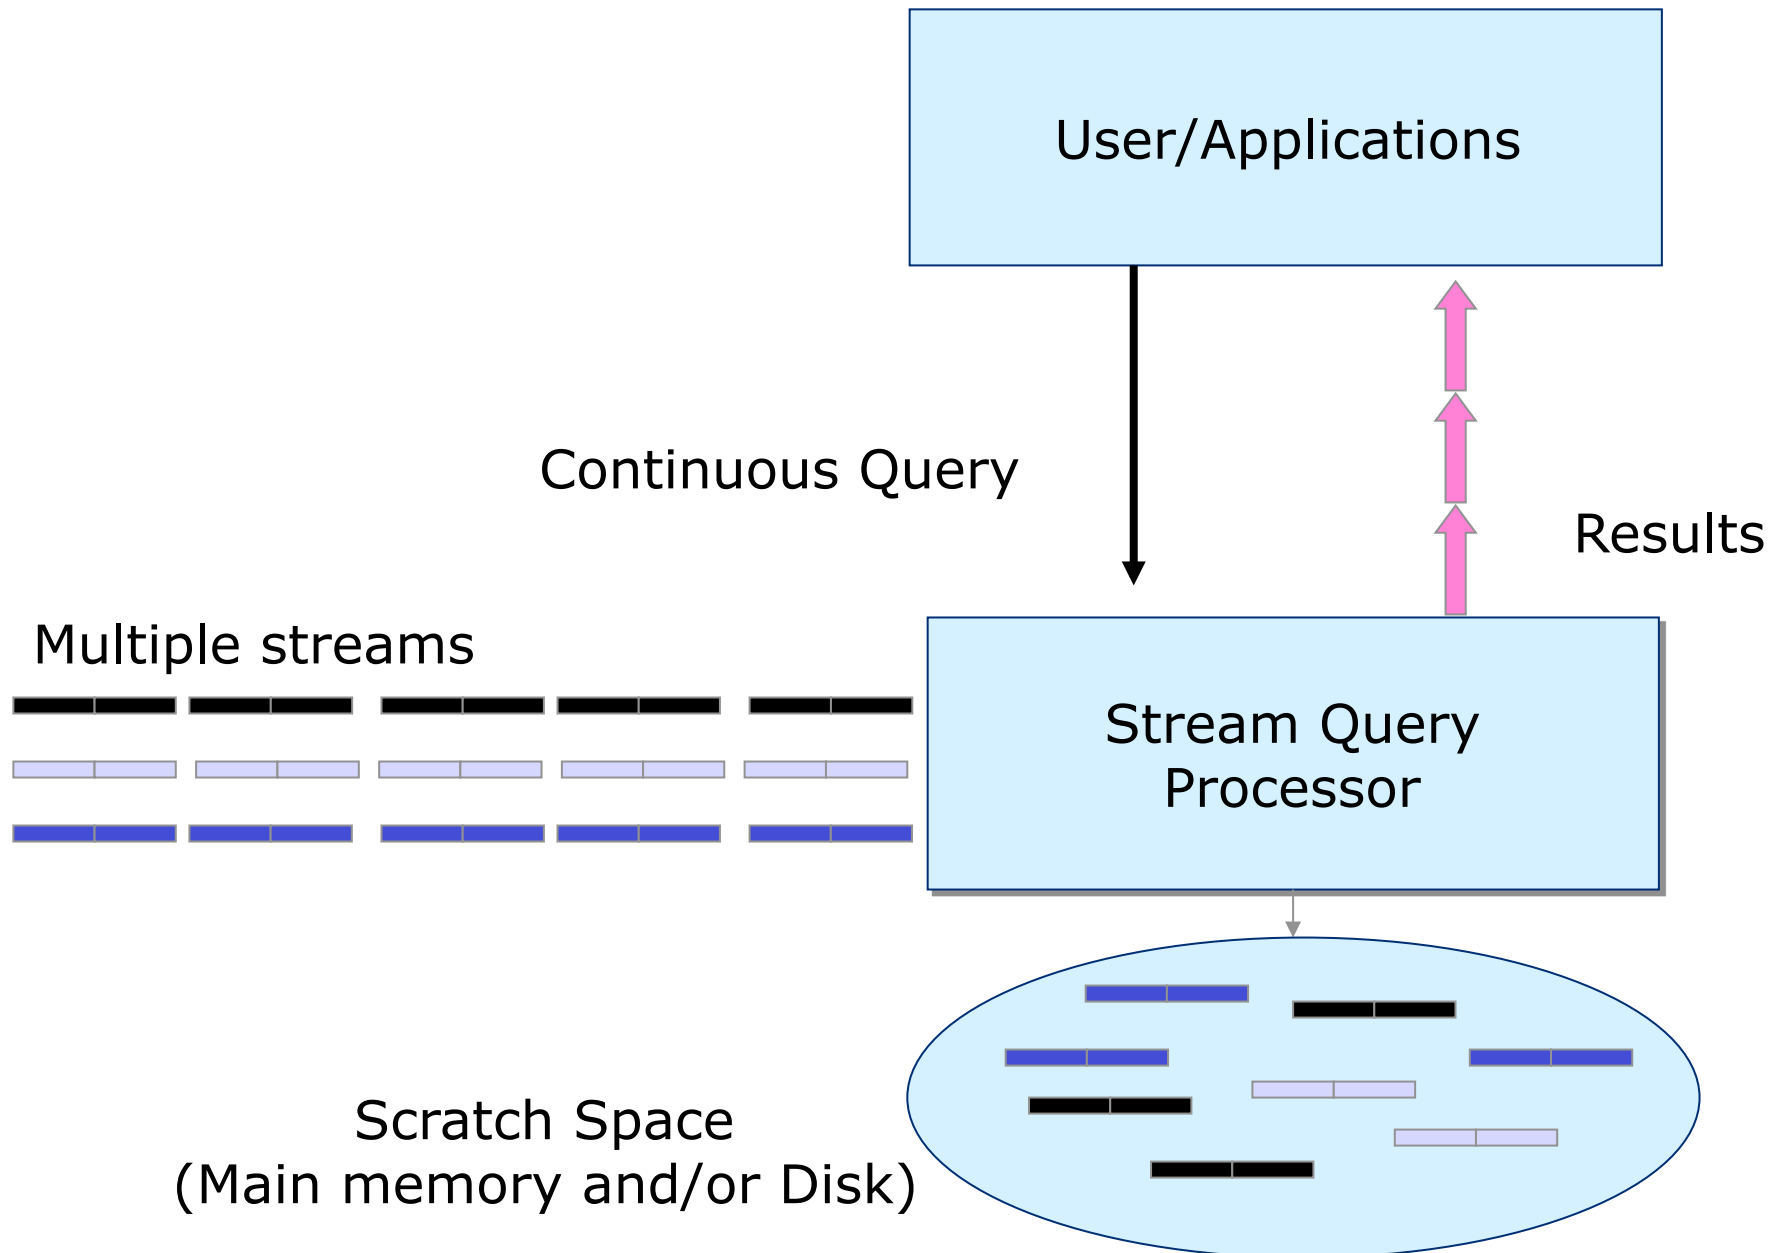 User/Applications
Continuous Query
Results
Multiple streams
Stream Query
Processor
Scratch Space
(Main memory and/or Disk)